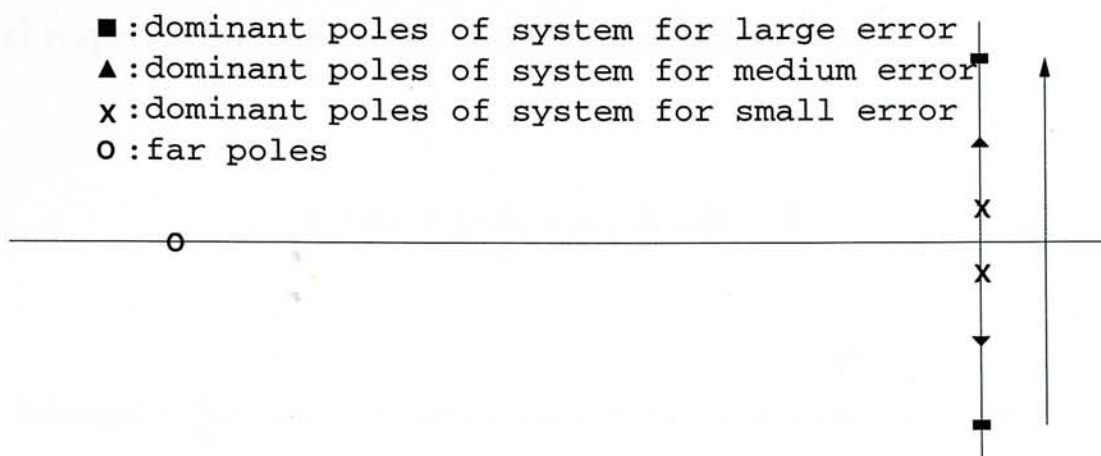 ■ :dominant poles of system for large error
▲ :dominant poles of system for medium error
x :dominant poles of system for small error
o :far poles